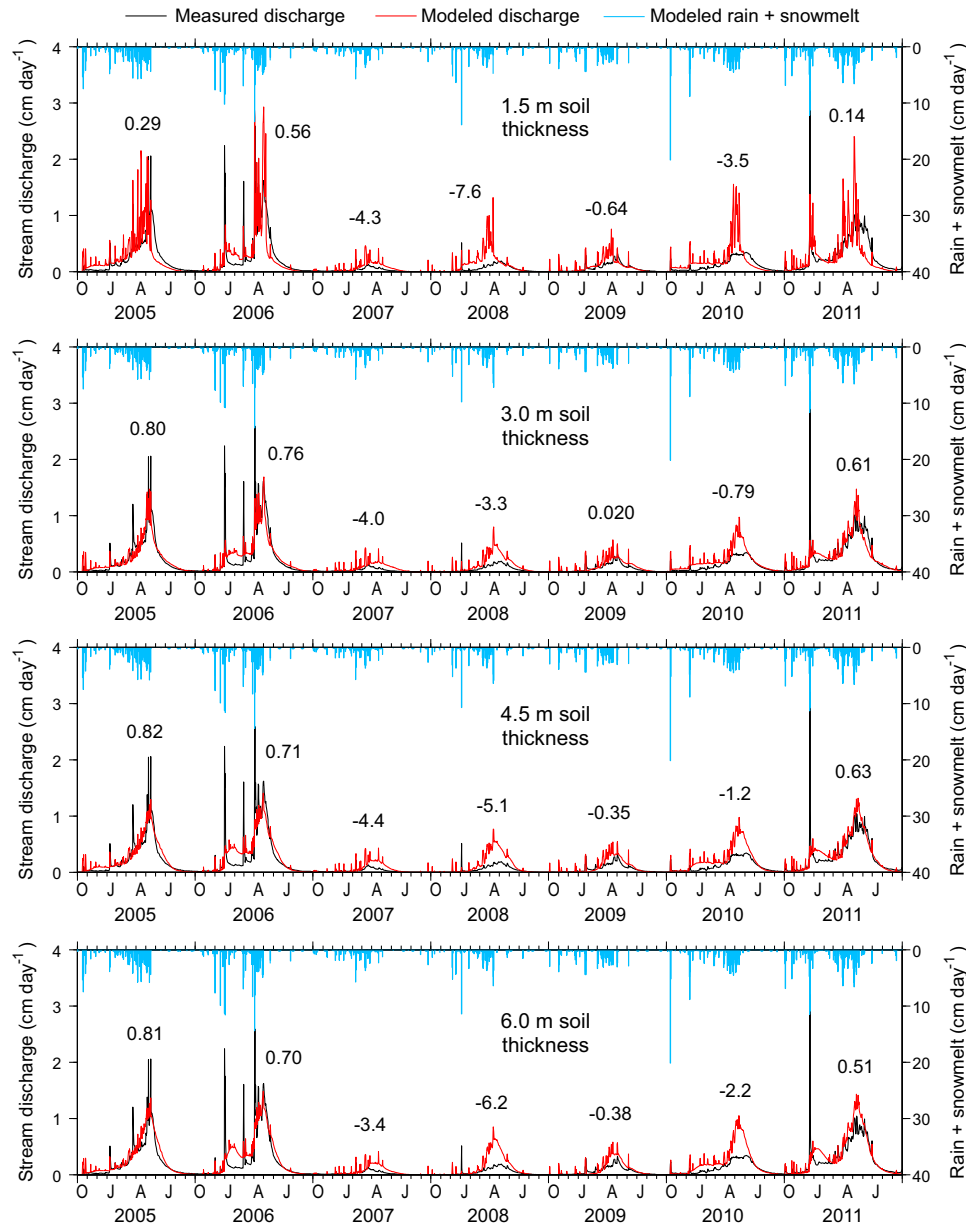 Measured discharge Modeled discharge Modeled rain + snowmelt
4 0
3 10
2 20
1 30
0 40
Stream discharge (cm day-1)
Rain + snowmelt (cm day-1)
1.5 m soil
thickness
0.29 0.56 -4.3 -7.6 -0.64 -3.5 0.14
O J A J O J A J O J A J O J A J O J A J O J A J O J A J
2005 2006 2007 2008 2009 2010 2011
4 0
3 10
2 20
1 30
0 40
Stream discharge (cm day-1)
Rain + snowmelt (cm day-1)
3.0 m soil
thickness
0.80 0.76 -4.0 -3.3 0.020 -0.79 0.61
O J A J O J A J O J A J O J A J O J A J O J A J O J A J
2005 2006 2007 2008 2009 2010 2011
4 0
3 10
2 20
1 30
0 40
Stream discharge (cm day-1)
Rain + snowmelt (cm day-1)
4.5 m soil
thickness
0.82 0.71 -4.4 -5.1 -0.35 -1.2 0.63
O J A J O J A J O J A J O J A J O J A J O J A J O J A J
2005 2006 2007 2008 2009 2010 2011
4 0
3 10
2 20
1 30
0 40
Stream discharge (cm day-1)
Rain + snowmelt (cm day-1)
6.0 m soil
thickness
0.81 0.70 -3.4 -6.2 -0.38 -2.2 0.51
O J A J O J A J O J A J O J A J O J A J O J A J O J A J
2005 2006 2007 2008 2009 2010 2011